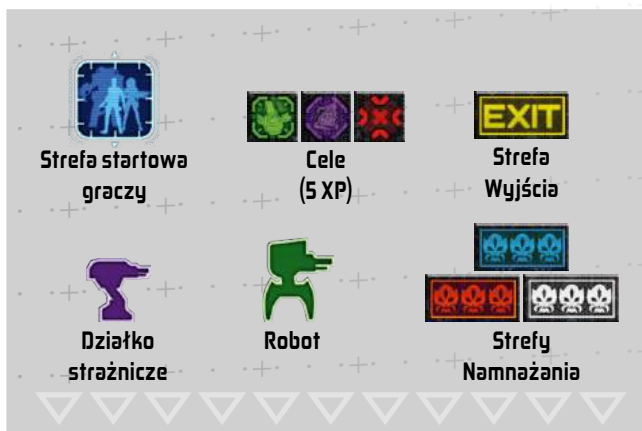 Strefa startowa
graczy
Cele
(5 XP)
EXIT
Strefa
Wyjścia
Działko
strażnicze
Robot
Strefy
Namnażania